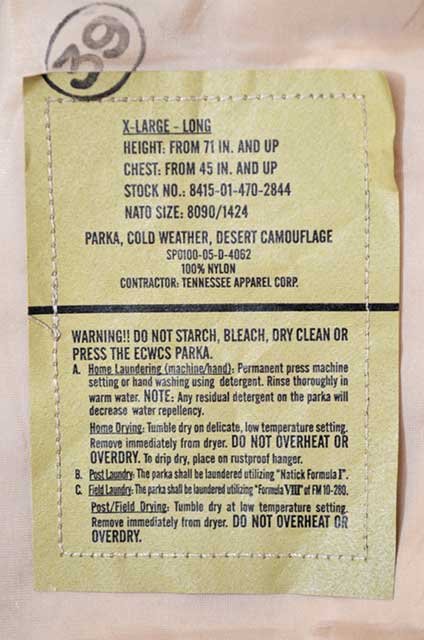 39
X-LARGE - LONG
HEIGHT: FROM 71 IN. AND UP
CHEST: FROM 45 IN. AND UP
STOCK NO.: 8415-01-470-2844
NATO SIZE: 8090/1424
PARKA, COLD WEATHER, DESERT CAMOUFLAGE
SPO100-05-D-4062
100% NYLON
CONTRACTOR: TENNESSEE APPAREL CORP.
WARNING!! DO NOT STARCH, BLEACH, DRY CLEAN OR
PRESS THE ECWCS PARKA.
A. Home Laundering (machine/hand): Permanent press machine
setting or hand washing using detergent. Rinse thoroughly in
warm water. NOTE: Any residual detergent on the parka will
decrease water repellency.
Home Drying: Tumble dry on delicate, low temperature setting.
Remove immediately from dryer. DO NOT OVERHEAT OR
OVERDRY. To drip dry, place on rustproof hanger.
B. Post Laundry: The parka shall be laundered utilizing "Natick Formula I".
C. Field Laundry: The parka shall be laundered utilizing "Formula VIII" of FM 10-280.
Post/Field Drying: Tumble dry at low temperature setting.
Remove immediately from dryer. DO NOT OVERHEAT OR
OVERDRY.